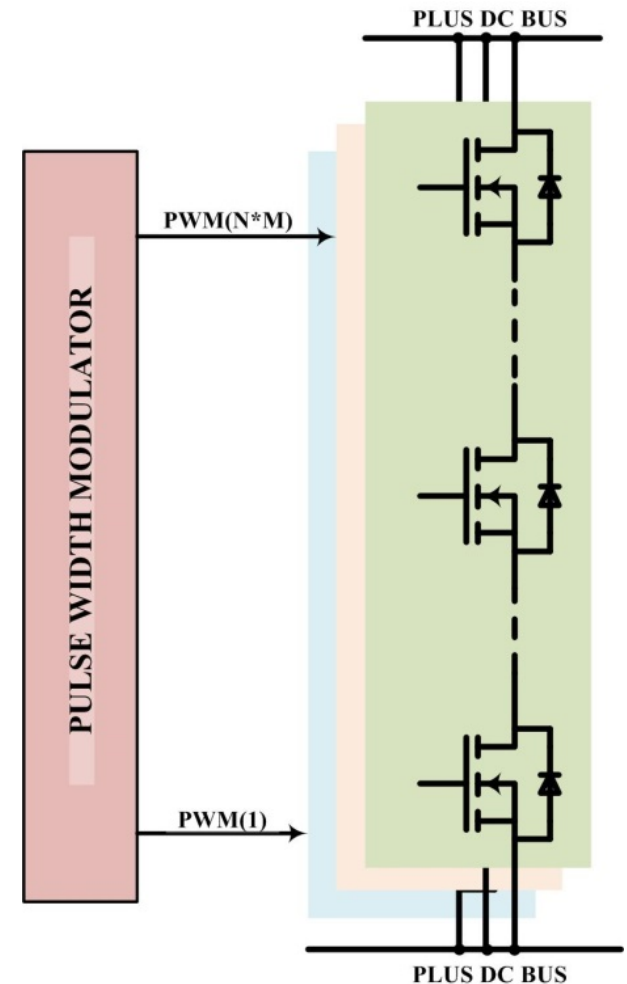 PLUS DC BUS
PWM(N*M)
PULSE WIDTH MODULATOR
PWM(1)
PLUS DC BUS